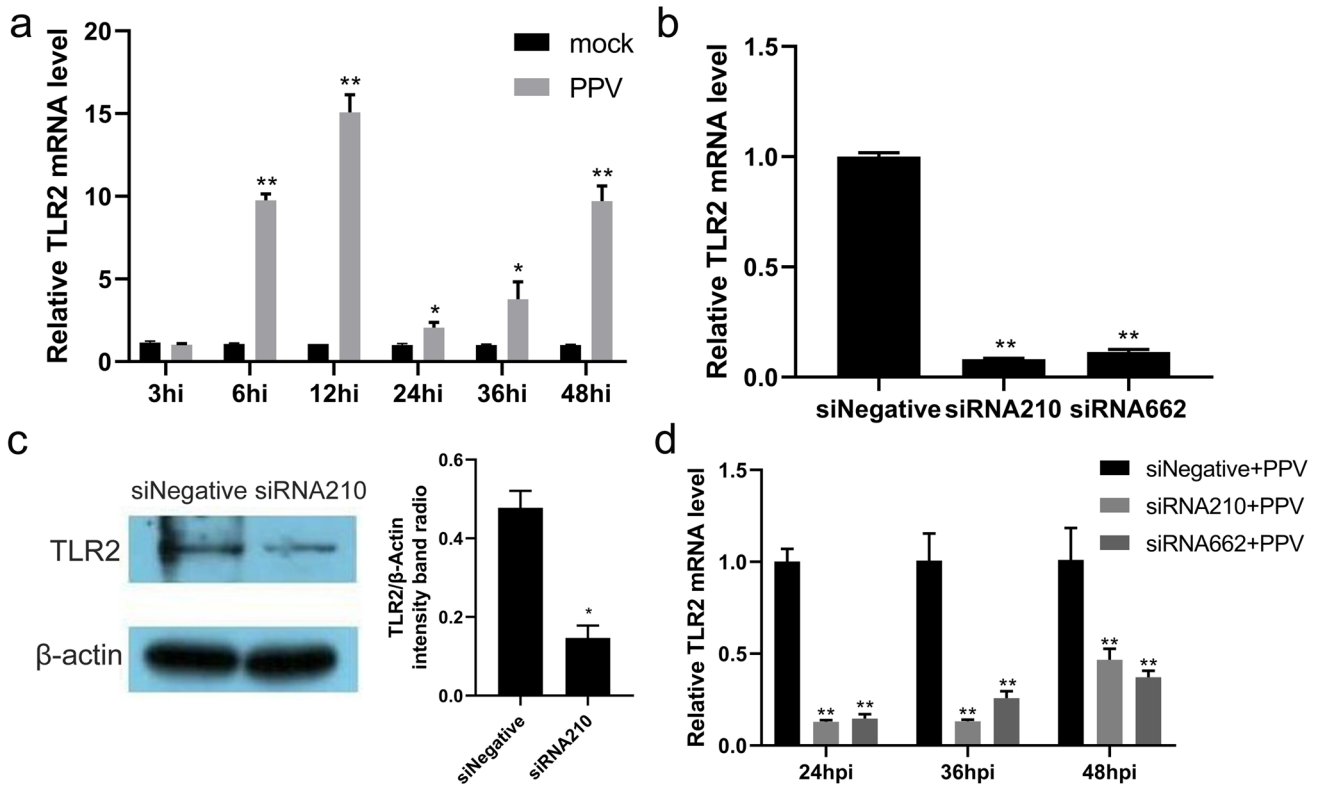 a
Relative TLR2 mRNA level
20
15
10
5
0
mock
PPV
**
**
*
*
**
3hi 6hi 12hi 24hi 36hi 48hi
b
Relative TLR2 mRNA level
1.5
1.0
0.5
0.0
**
**
siNegative siRNA210 siRNA662
c
siNegative siRNA210
TLR2
β-actin
TLR2/β-Actin
intensity band radio
0.6
0.4
0.2
0.0
*
siNegative
siRNA210
d
Relative TLR2 mRNA level
1.5
1.0
0.5
0.0
siNegative+PPV
siRNA210+PPV
siRNA662+PPV
** **
** **
** **
24hpi 36hpi 48hpi